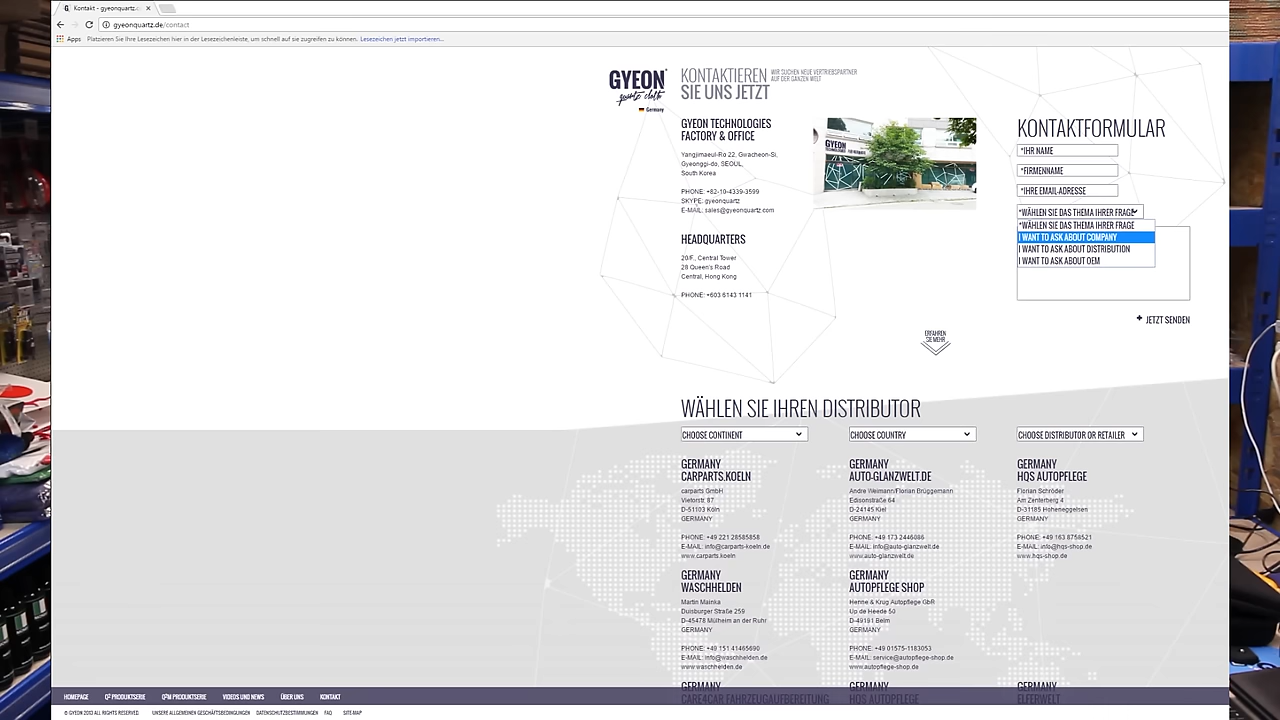 Kontakt - gyeonquartz.d
gyeonquartz.de/contact
Apps Platzieren Sie Ihre Lesezeichen hier in der Lesezeichenleiste, um schnell auf sie zugreifen zu können. Lesezeichen jetzt importieren...
GYEON
quartz cloth
Germany
KONTAKTIEREN
SIE UNS JETZT
WIR SUCHEN NEUE VERTRIEBSPARTNER
AUF DER GANZEN WELT
GYEON TECHNOLOGIES
FACTORY & OFFICE
Yangjimaeul-Ro 22, Gwacheon-Si,
Gyeonggi-do, SEOUL,
South Korea
PHONE: +82-10-4339-3599
SKYPE: gyeonquartz
E-MAIL: sales@gyeonquartz.com
HEADQUARTERS
20/F., Central Tower
28 Queen's Road
Central, Hong Kong
PHONE: +603 6143 1141
GYEON
KONTAKTFORMULAR
*IHR NAME
*FIRMENNAME
*IHRE EMAIL-ADRESSE
*WÄHLEN SIE DAS THEMA IHRER FRAGE
*WÄHLEN SIE DAS THEMA IHRER FRAGE
I WANT TO ASK ABOUT COMPANY
I WANT TO ASK ABOUT DISTRIBUTION
I WANT TO ASK ABOUT OEM
+ JETZT SENDEN
ERFAHREN
SIE MEHR
WÄHLEN SIE IHREN DISTRIBUTOR
CHOOSE CONTINENT
CHOOSE COUNTRY
CHOOSE DISTRIBUTOR OR RETAILER
GERMANY
CARPARTS.KOELN
carparts GmbH
Vietorstr. 87
D-51103 Köln
GERMANY
PHONE: +49 221 28585858
E-MAIL: info@carparts-koeln.de
www.carparts.koeln
GERMANY
AUTO-GLANZWELT.DE
Andre Weimann/Florian Brüggemann
Edisonstraße 64
D-24145 Kiel
GERMANY
PHONE: +49 173 2446086
E-MAIL: info@auto-glanzwelt.de
www.auto-glanzwelt.de
GERMANY
HQS AUTOPFLEGE
Florian Schröder
Am Zenterberg 4
D-31185 Hoheneggelsen
GERMANY
PHONE: +49 163 8758521
E-MAIL: info@hqs-shop.de
www.hqs-shop.de
GERMANY
WASCHHELDEN
Martin Mainka
Duisburger Straße 259
D-45478 Mülheim an der Ruhr
GERMANY
PHONE: +49 151 41465690
E-MAIL: info@waschhelden.de
www.waschhelden.de
GERMANY
AUTOPFLEGE SHOP
Henne & Krug Autopflege GbR
Up de Heede 50
D-49191 Belm
GERMANY
PHONE: +49 01575-1183053
E-MAIL: service@autopflege-shop.de
www.autopflege-shop.de
GERMANY
CARE4CAR FAHRZEUGAUFBEREITUNG
GERMANY
HQS AUTOPFLEGE
GERMANY
ELFERWELT
HOMEPAGE Q² PRODUKTSERIE Q²M PRODUKTSERIE VIDEOS UND NEWS ÜBER UNS KONTAKT
© GYEON 2013 ALL RIGHTS RESERVED. UNSERE ALLGEMEINEN GESCHÄFTSBEDINGUNGEN DATENSCHUTZBESTIMMUNGEN FAQ SITE-MAP